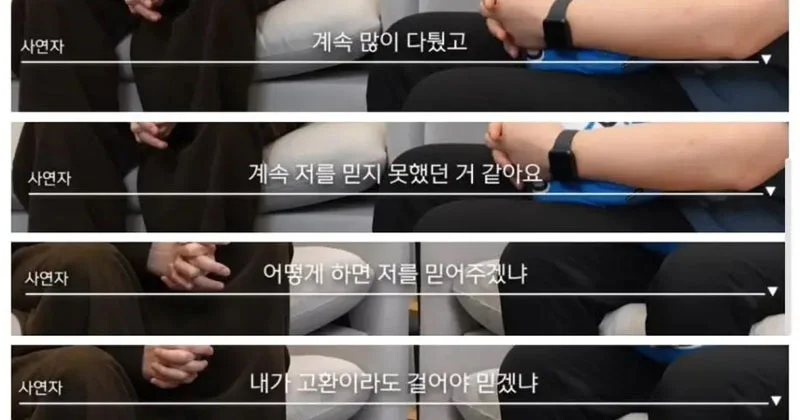 사연자
계속 많이 다퉜고
사연자
계속 저를 믿지 못했던 거 같아요
사연자
어떻게 하면 저를 믿어주겠냐
사연자
내가 고환이라도 걸어야 믿겠냐